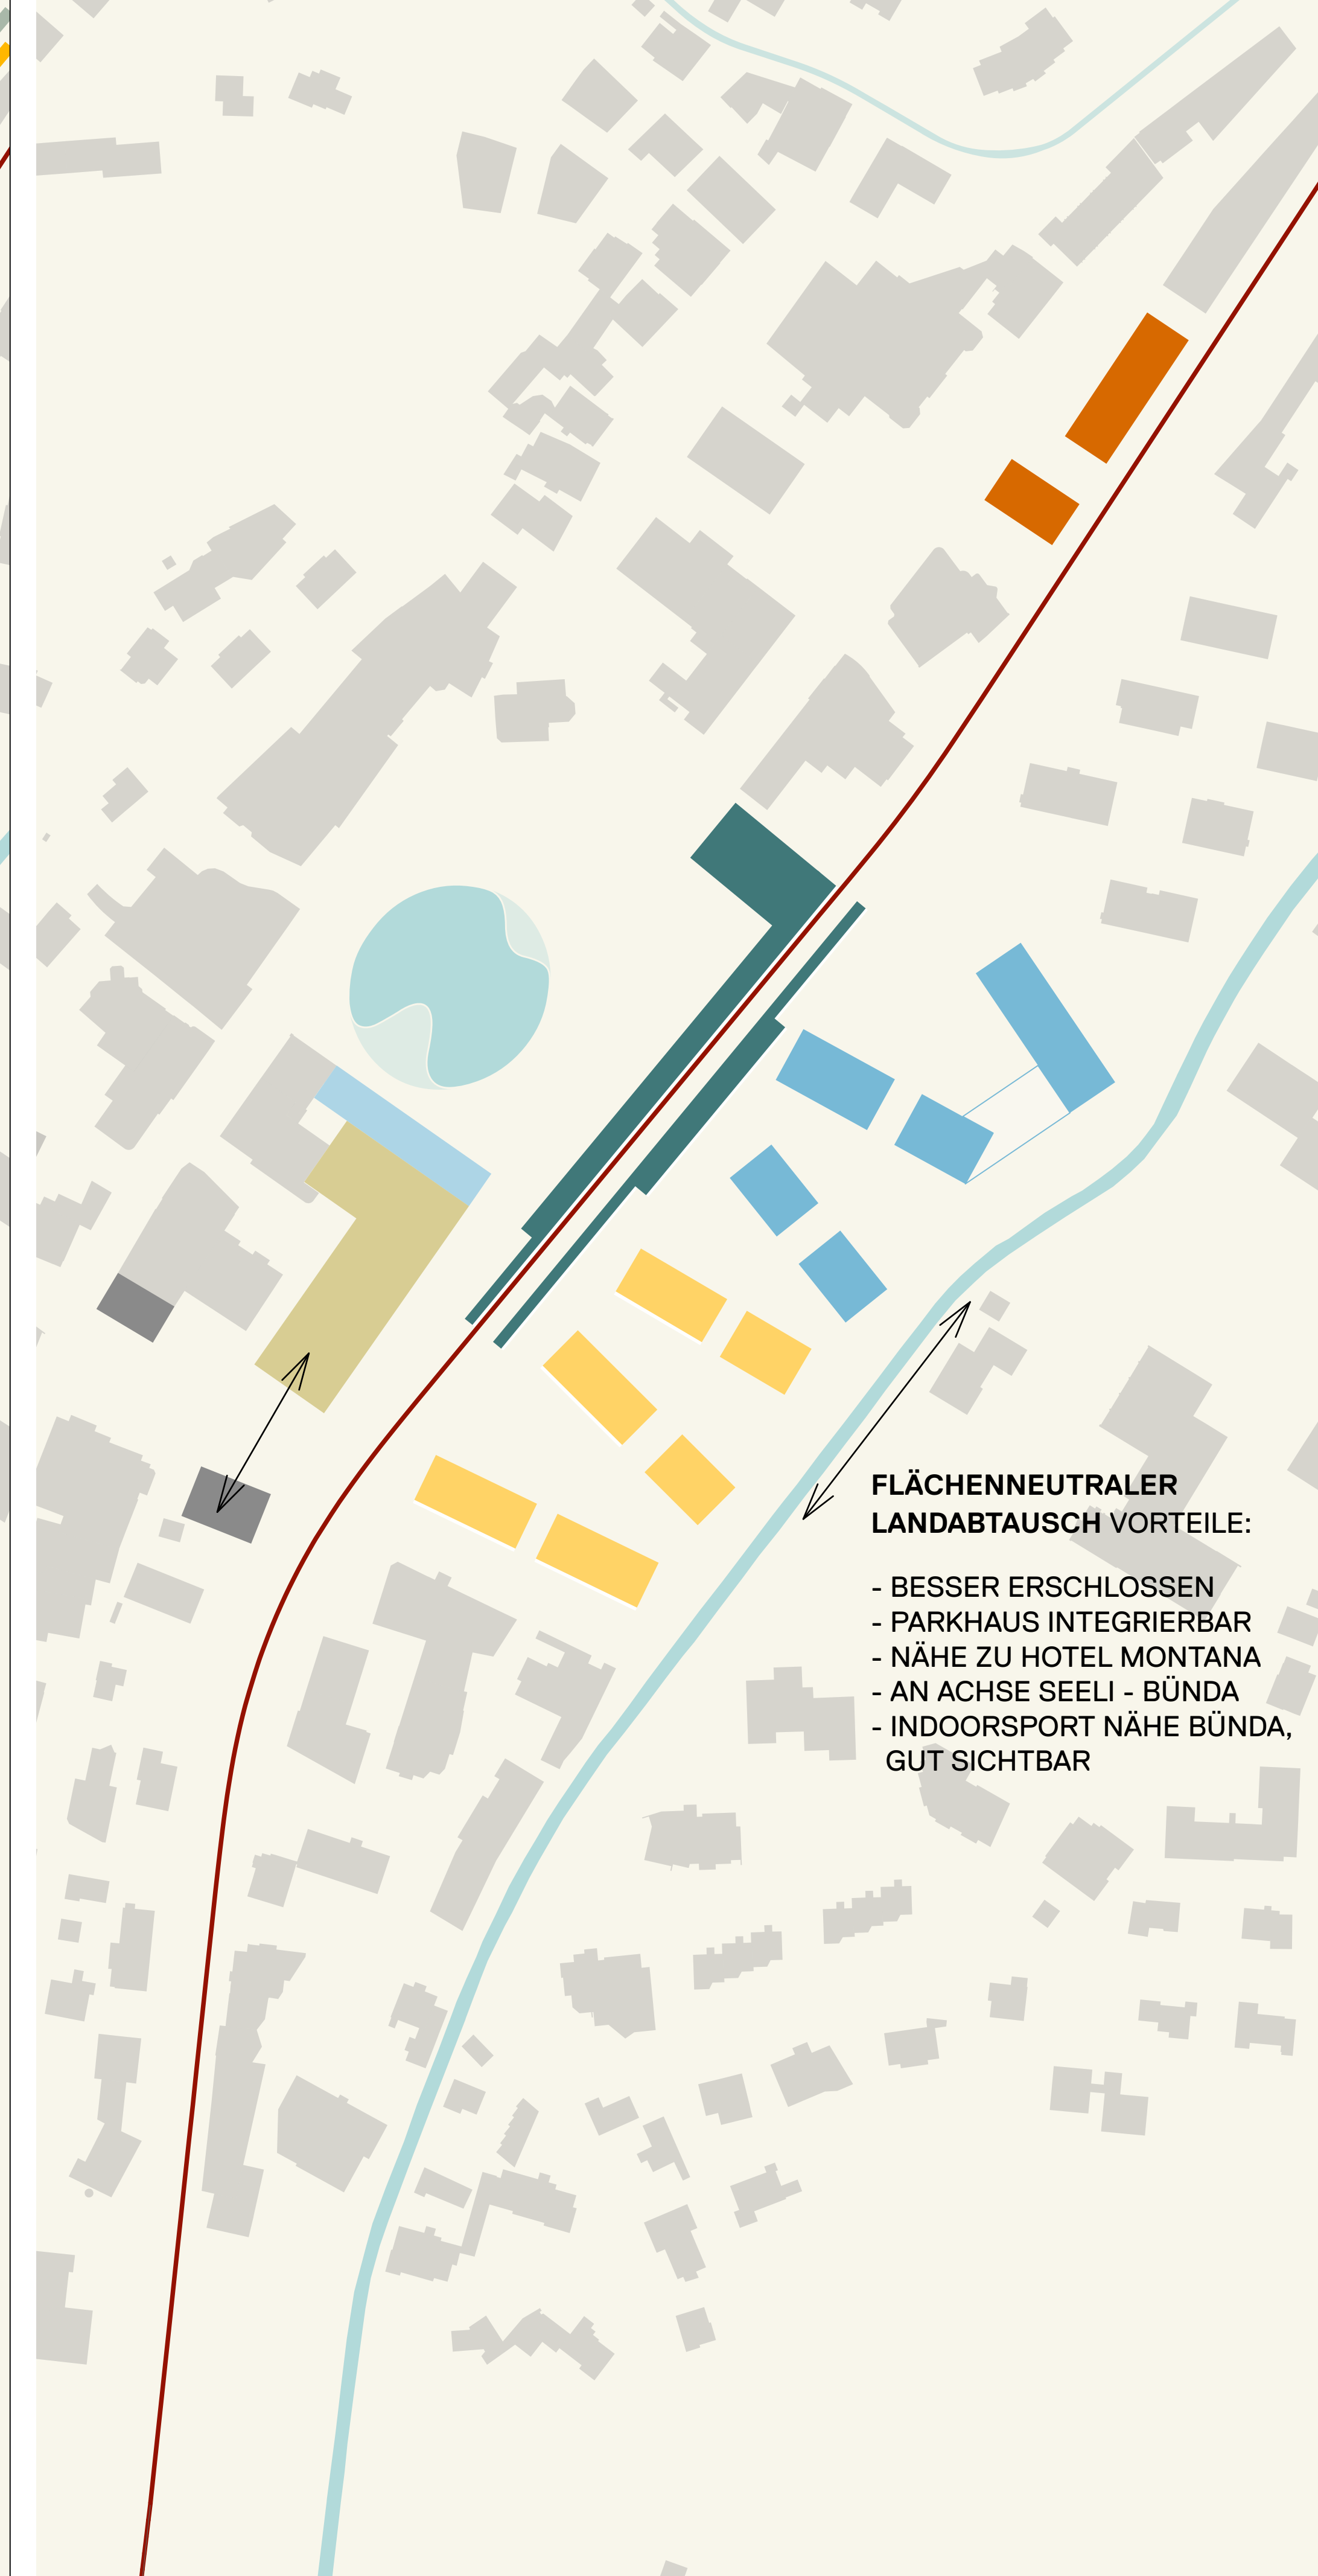 FLÄCHENNEUTRALER
LANDABTAUSCH VORTEILE:
- BESSER ERSCHLOSSEN
- PARKHAUS INTEGRIERBAR
- NÄHE ZU HOTEL MONTANA
- AN ACHSE SEELI - BÜNDA
- INDOORSPORT NÄHE BÜNDA,
GUT SICHTBAR